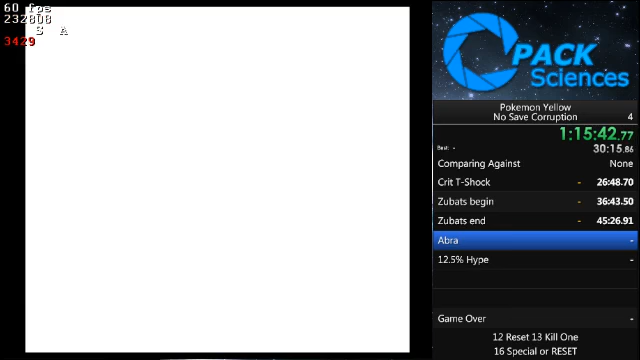 60 fps
232808
S A
3429
PACK
Sciences
Pokemon Yellow
No Save Corruption 4
1:15:42.77
Best: - 30:15.86
Comparing Against None
Crit T-Shock - 26:48.70
Zubats begin - 36:43.50
Zubats end - 45:26.91
Abra -
12.5% Hype -
Game Over -
12 Reset 13 Kill One
16 Special or RESET